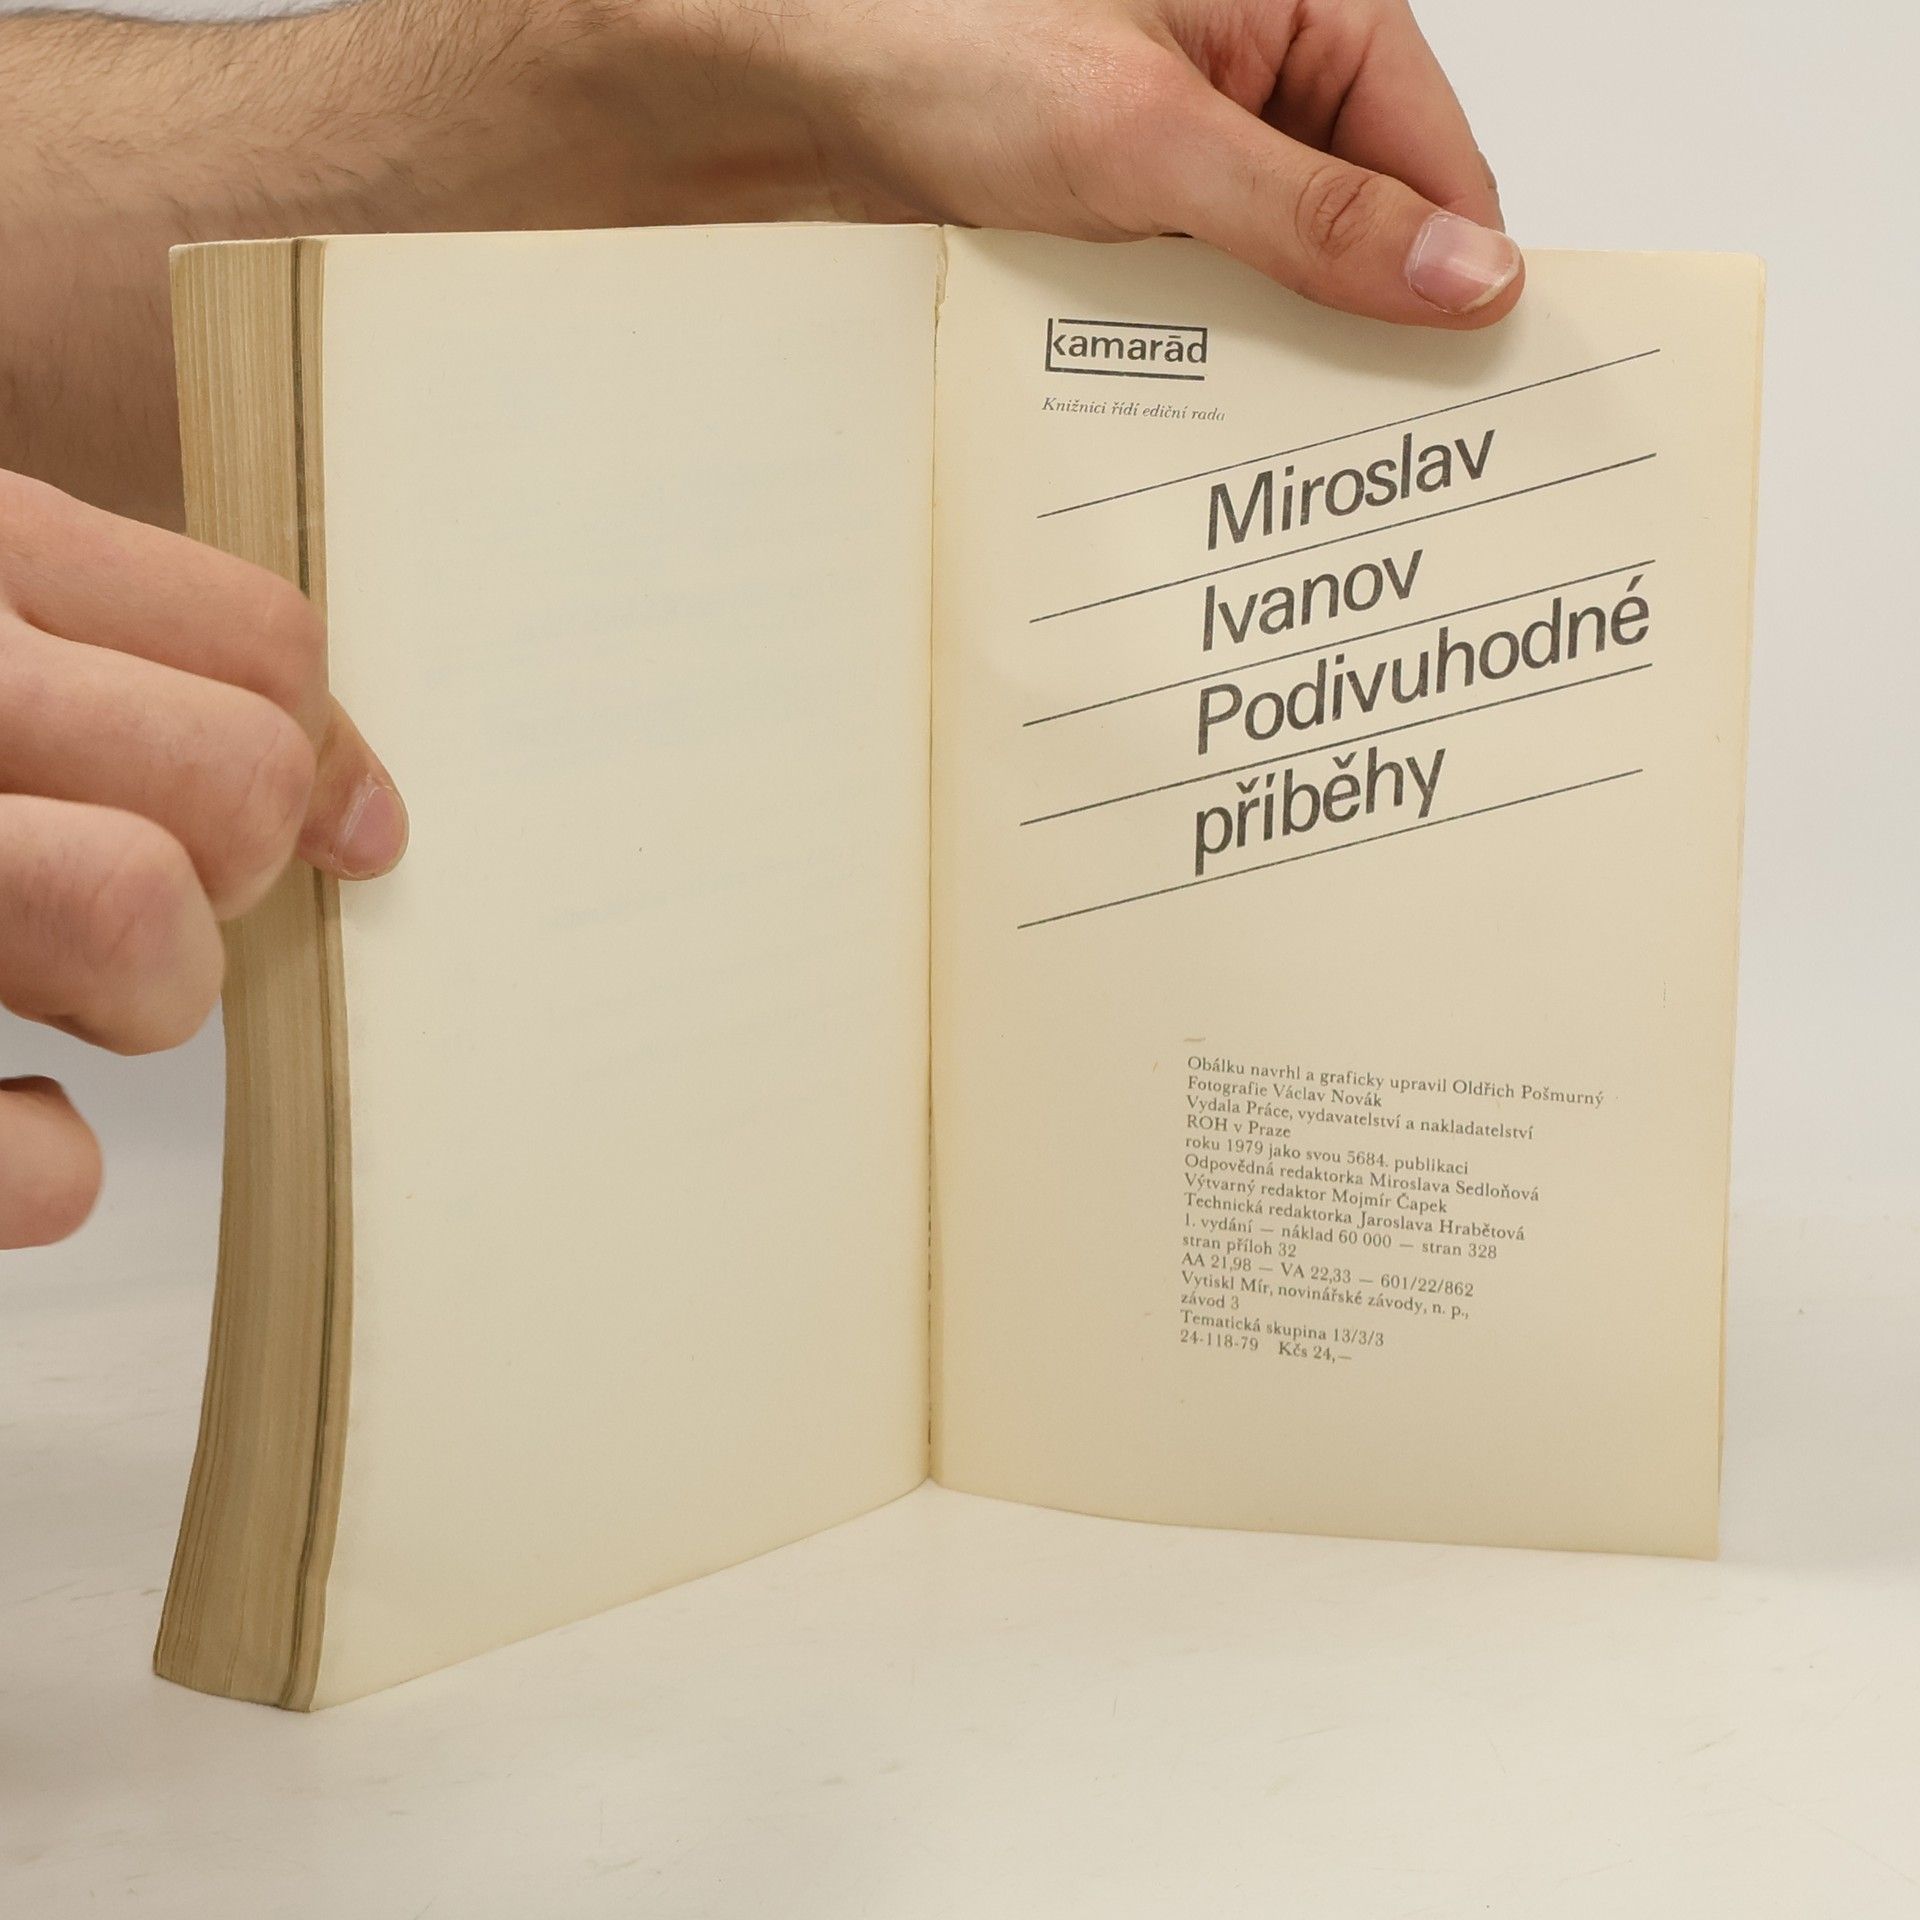 kamarād
Knižnici řídí ediční rada
Miroslav
Ivanov
Podivuhodné
příběhy
Obálku navrhl a graficky upravil Oldřich Pošmurný
Fotografie Václav Novák
Vydala Práce, vydavatelství a nakladatelství
ROH v Praze
roku 1979 jako svou 5684. publikaci
Odpovědná redaktorka Miroslava Sedloňová
Výtvarný redaktor Mojmír Čapek
Technická redaktorka Jaroslava Hrabětová
1. vydání — náklad 60 000 — stran 328
stran příloh 32
AA 21,98 — VA 22,33 — 601/22/862
Vytiskl Mír, novinářské závody, n. p.,
závod 3
Tematická skupina 13/3/3
24-118-79 Kčs 24,—